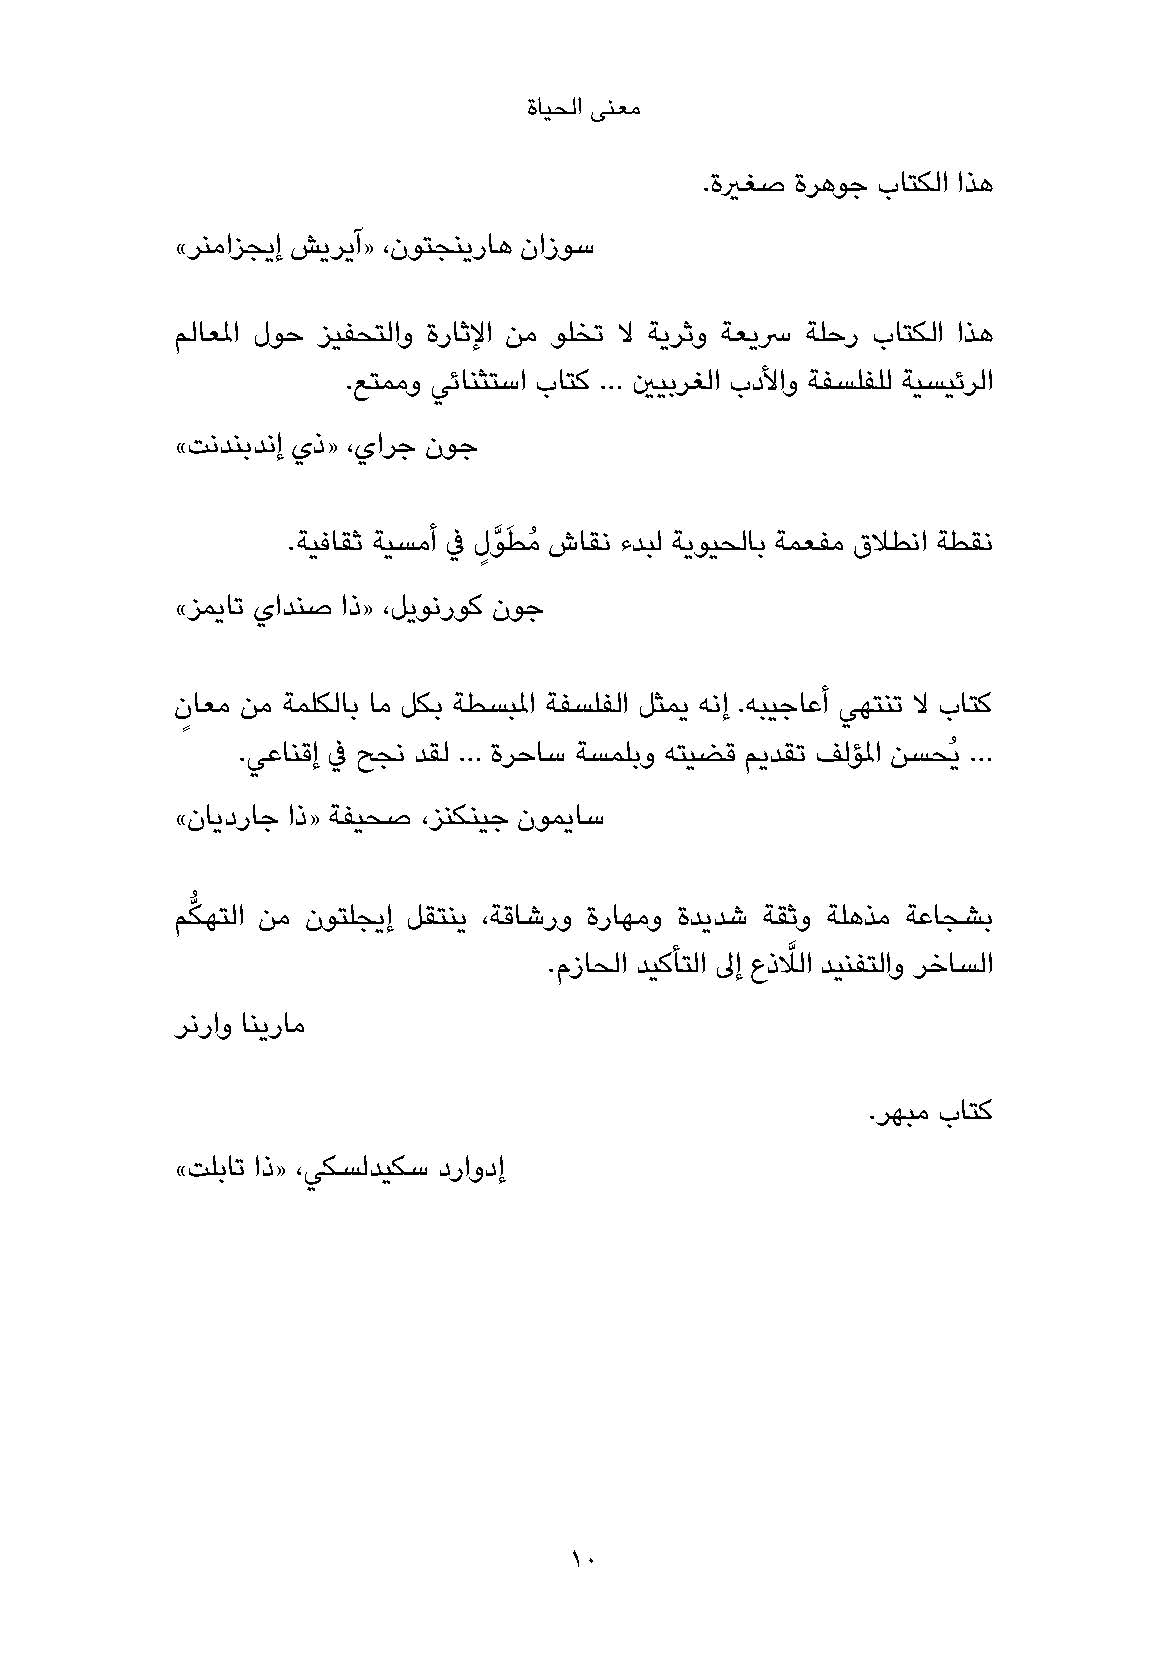 معنى الحياة
هذا الكتاب جوهرة صغيرة.
سوزان هارينجتون، «آيريش إيجزامنر»
هذا الكتاب رحلة سريعة وثرية لا تخلو من الإثارة والتحفيز حول المعالم
الرئيسية للفلسفة والأدب الغربيين ... كتاب استثنائي وممتع.
جون جراي، «ذي إندبندنت»
نقطة انطلاق مفعمة بالحيوية لبدء نقاش مُطَوَّلٍ في أمسية ثقافية.
جون كورنويل، «ذا صنداي تايمز»
كتاب لا تنتهي أعاجيبه. إنه يمثل الفلسفة المبسطة بكل ما بالكلمة من معانٍ
... يُحسن المؤلف تقديم قضيته وبلمسة ساحرة ... لقد نجح في إقناعي.
سايمون جينكنز، صحيفة «ذا جارديان»
بشجاعة مذهلة وثقة شديدة ومهارة ورشاقة، ينتقل إيجلتون من التهكُّم
الساخر والتفنيد اللَّاذع إلى التأكيد الحازم.
مارينا وارنر
كتاب مبهر.
إدوارد سكيدلسكي، «ذا تابلت»
١٠